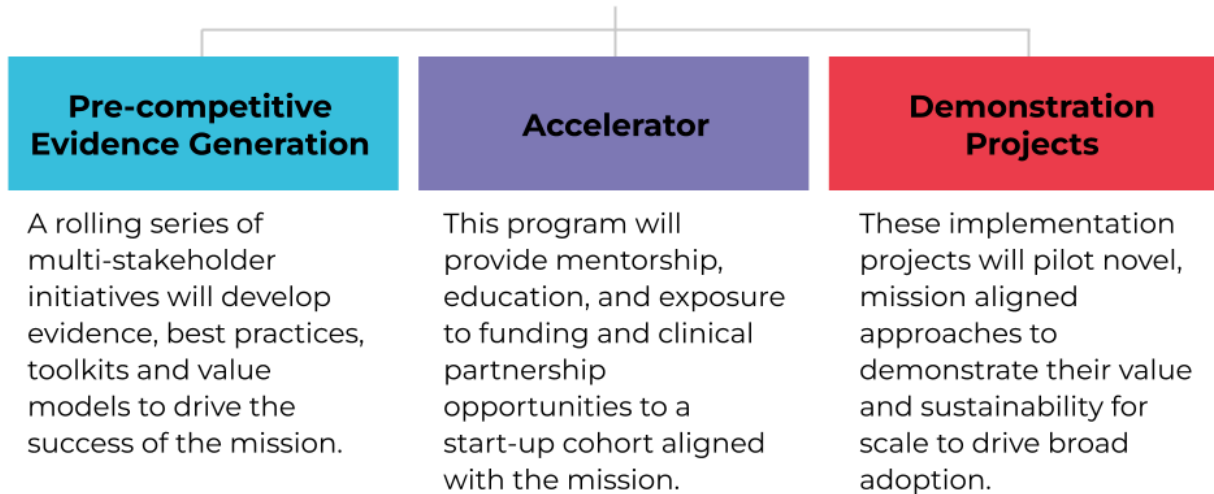 Pre-competitive
Evidence Generation
A rolling series of
multi-stakeholder
initiatives will develop
evidence, best practices,
toolkits and value
models to drive the
success of the mission.
Accelerator
This program will
provide mentorship,
education, and exposure
to funding and clinical
partnership
opportunities to a
start-up cohort aligned
with the mission.
Demonstration
Projects
These implementation
projects will pilot novel,
mission aligned
approaches to
demonstrate their value
and sustainability for
scale to drive broad
adoption.